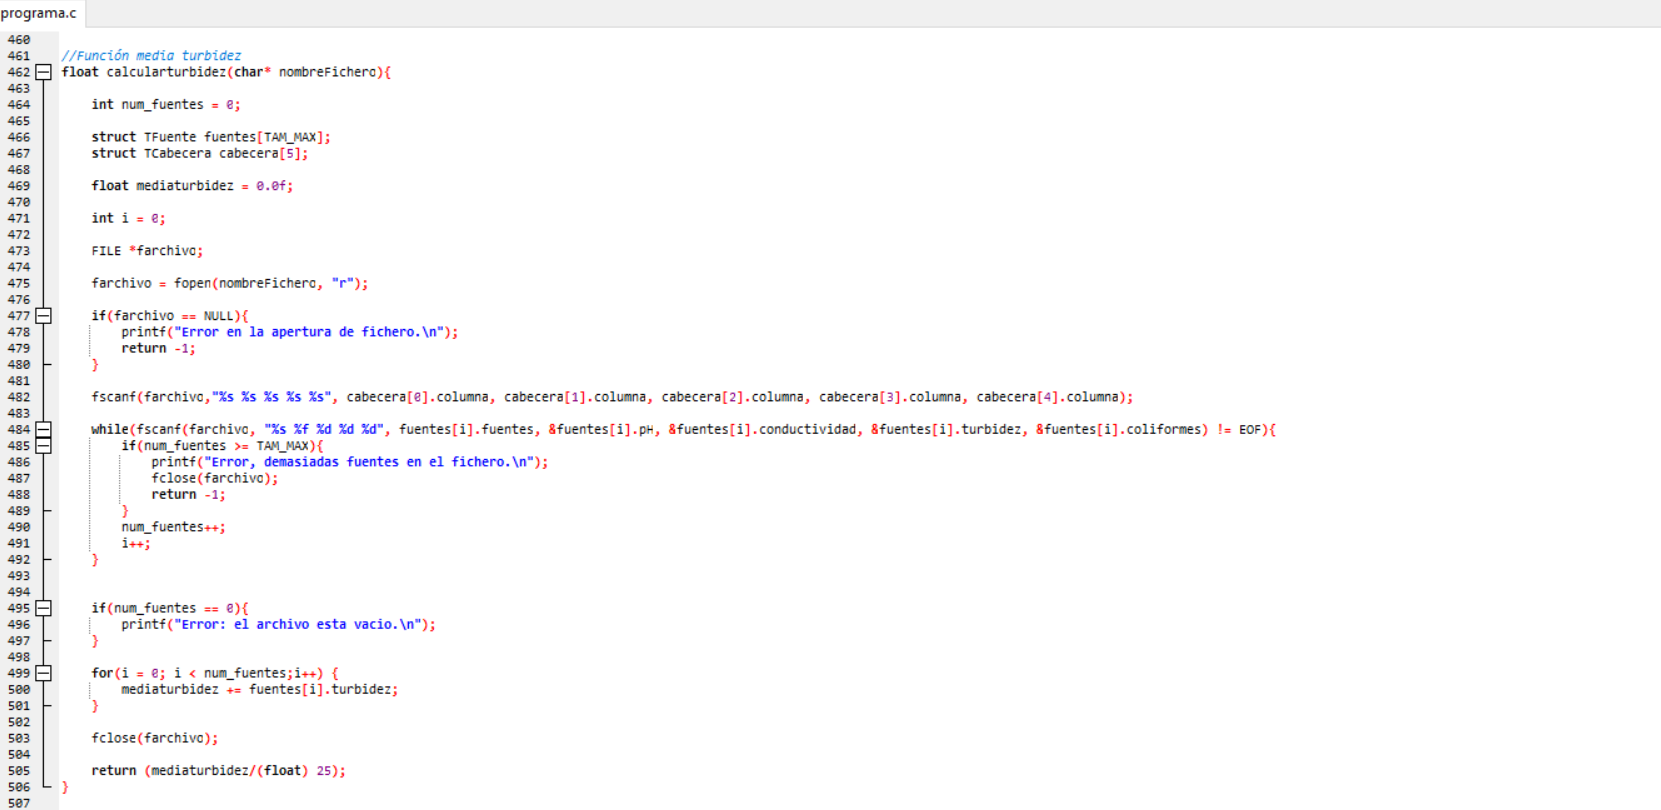 programa.c
460
461 //Función media turbidez
462 float calcularturbidez(char* nombreFichero){
463
464 int num_fuentes = 0;
465
466 struct TFuente fuentes[TAM_MAX];
467 struct TCabecera cabecera[5];
468
469 float mediaturbidez = 0.0f;
470
471 int i = 0;
472
473 FILE *farchivo;
474
475 farchivo = fopen(nombreFichero, "r");
476
477 if(farchivo == NULL){
478 printf("Error en la apertura de fichero.\n");
479 return -1;
480 }
481
482 fscanf(farchivo,"%s %s %s %s %s", cabecera[0].columna, cabecera[1].columna, cabecera[2].columna, cabecera[3].columna, cabecera[4].columna);
483
484 while(fscanf(farchivo, "%s %f %d %d %d", fuentes[i].fuentes, &fuentes[i].pH, &fuentes[i].conductividad, &fuentes[i].turbidez, &fuentes[i].coliformes) != EOF){
485 if(num_fuentes >= TAM_MAX){
486 printf("Error, demasiadas fuentes en el fichero.\n");
487 fclose(farchivo);
488 return -1;
489 }
490 num_fuentes++;
491 i++;
492 }
493
494
495 if(num_fuentes == 0){
496 printf("Error: el archivo esta vacio.\n");
497 }
498
499 for(i = 0; i < num_fuentes;i++) {
500 mediaturbidez += fuentes[i].turbidez;
501 }
502
503 fclose(farchivo);
504
505 return (mediaturbidez/(float) 25);
506 }
507